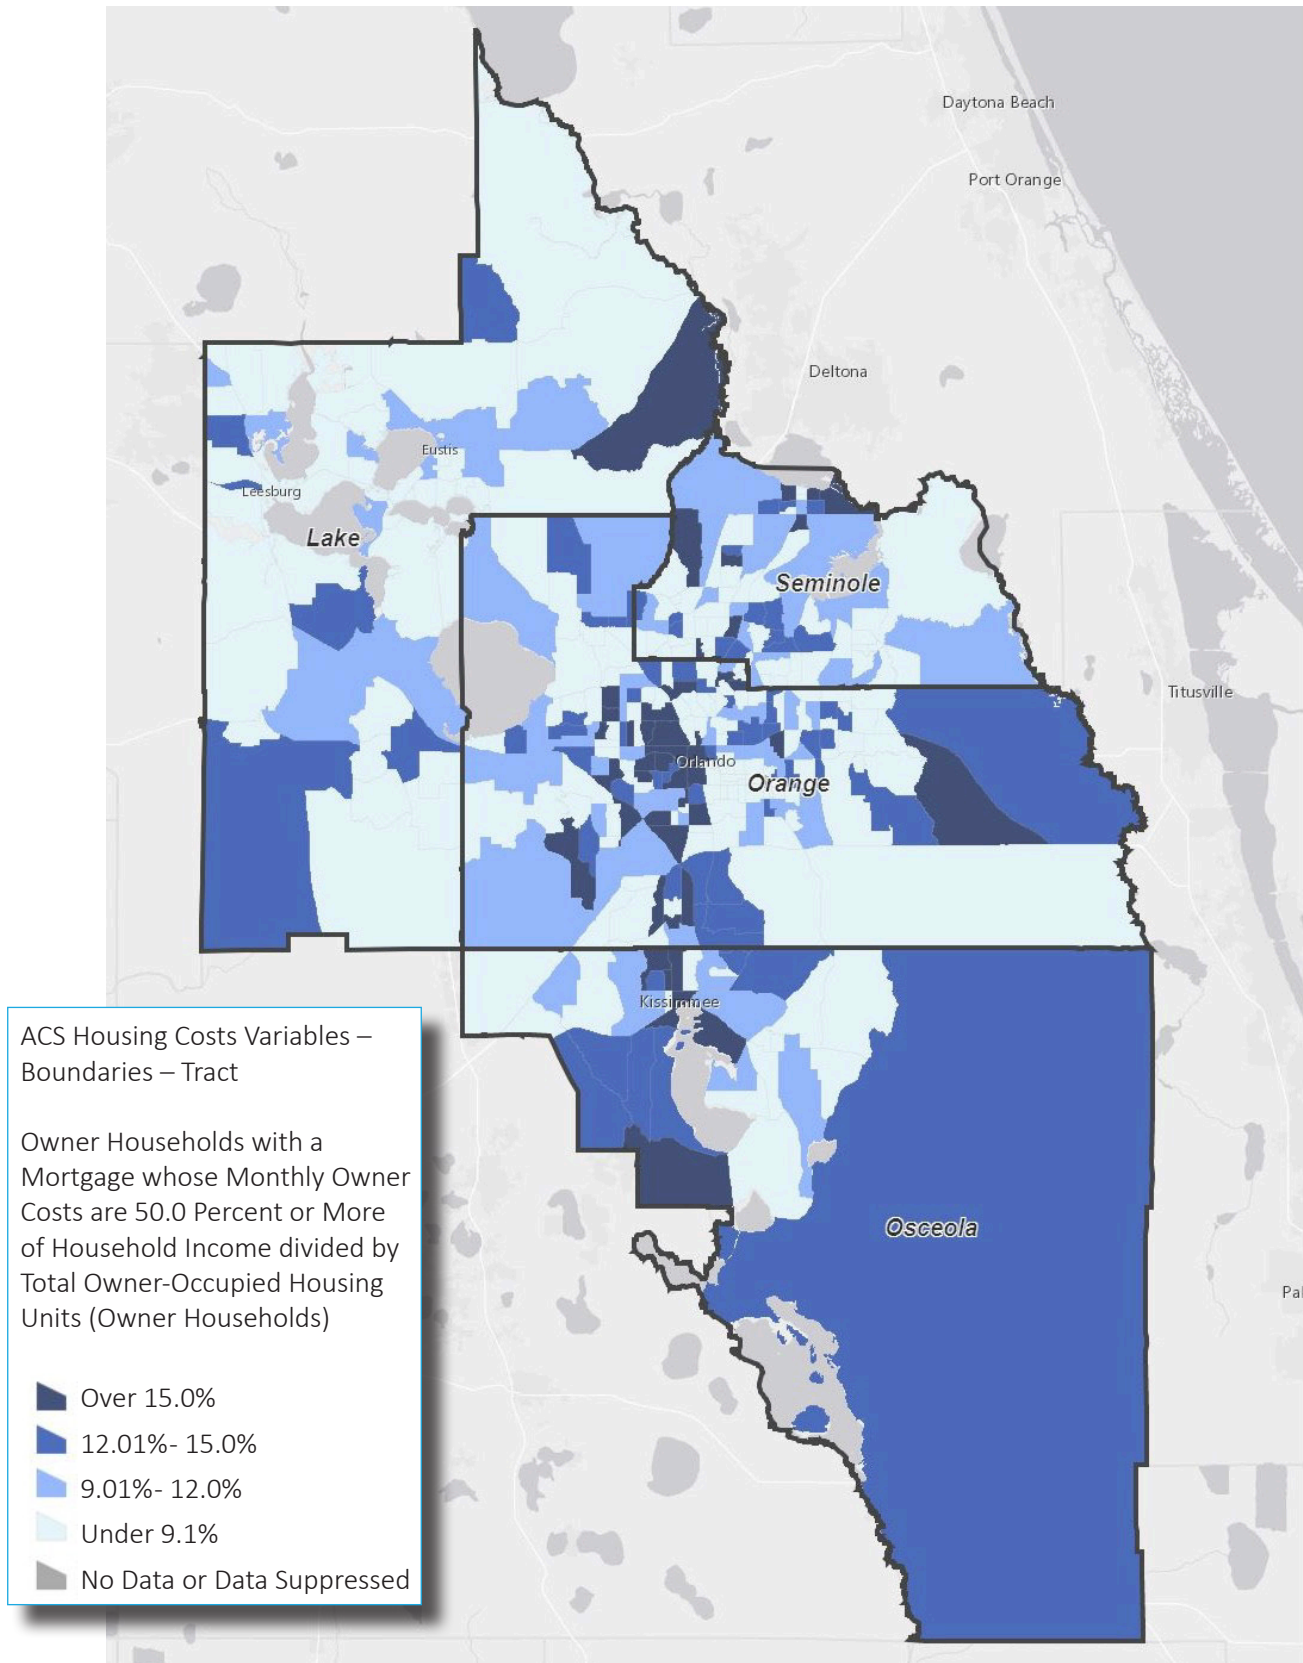 Daytona Beach
Port Orange
Deltona
Eustis
Leesburg
Lake
Seminole
Titusville
Orlando
Orange
Kissimmee
ACS Housing Costs Variables –
Boundaries – Tract
Owner Households with a
Mortgage whose Monthly Owner
Costs are 50.0 Percent or More
of Household Income divided by
Total Owner-Occupied Housing
Units (Owner Households)
Osceola
Pal
Over 15.0%
12.01%- 15.0%
9.01%- 12.0%
Under 9.1%
No Data or Data Suppressed